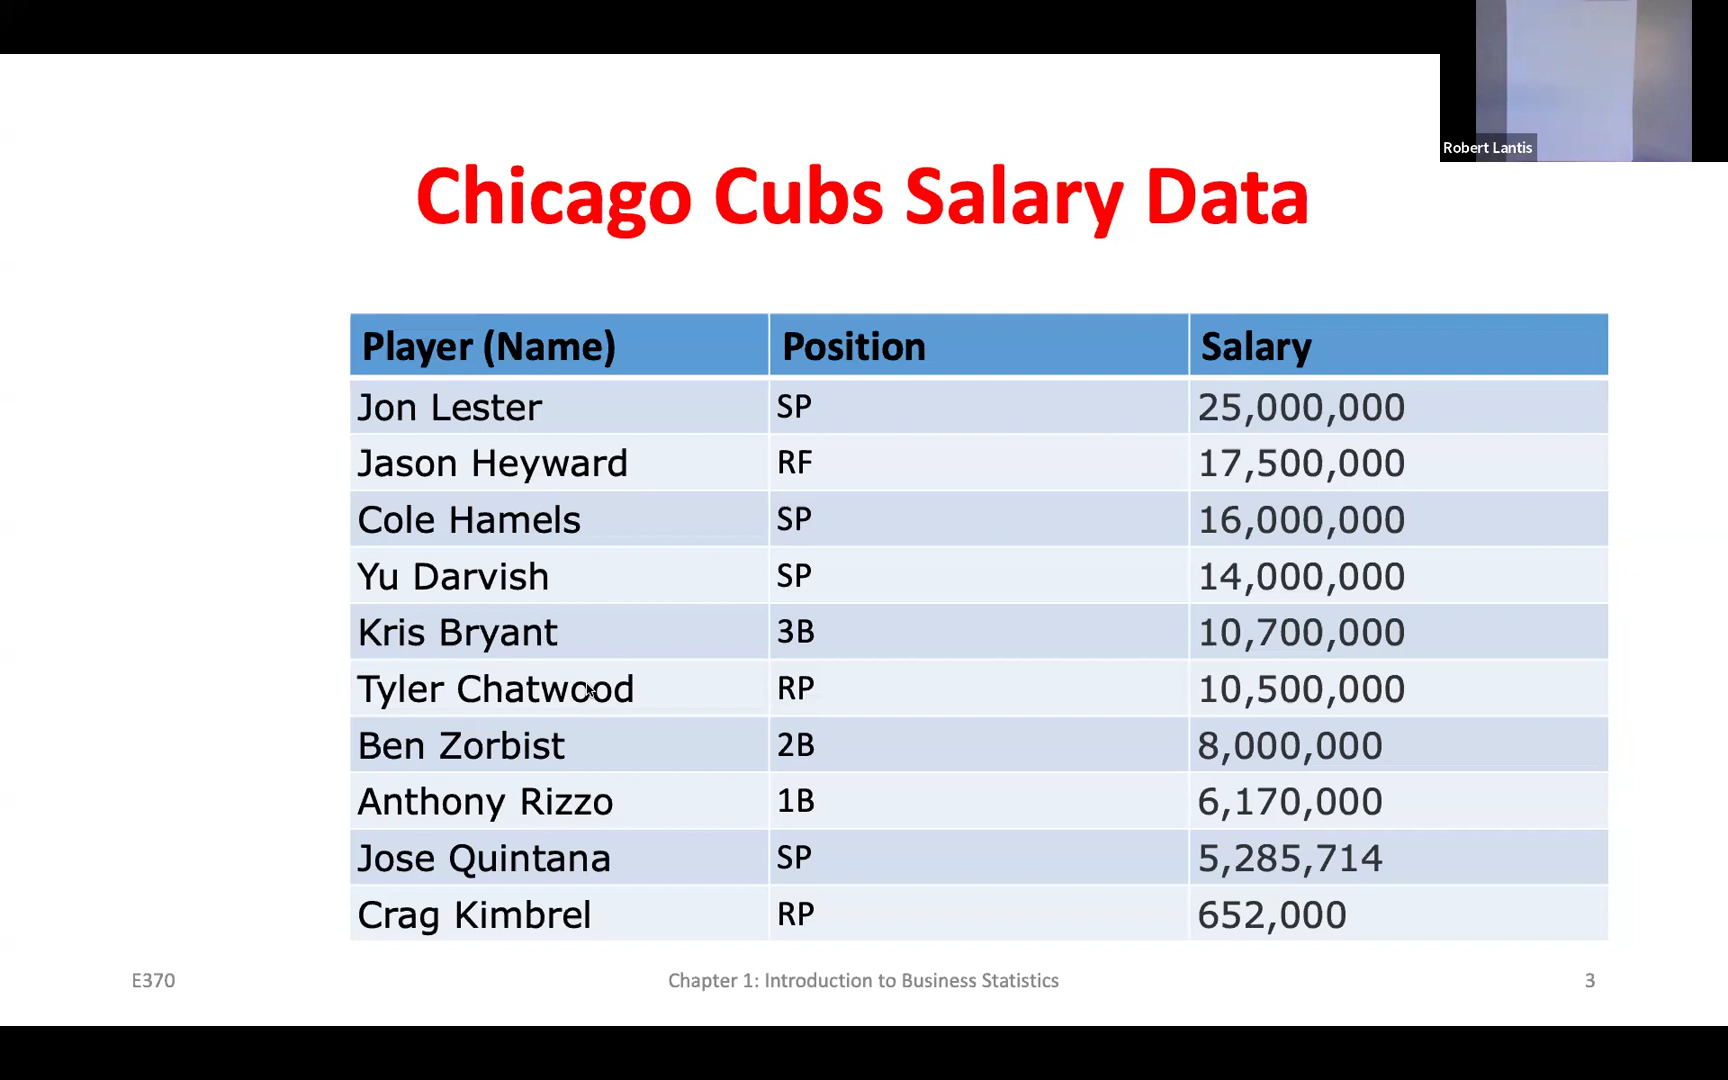 Robert Lantis
Chicago Cubs Salary Data
Player (Name) Position Salary
Jon Lester SP 25,000,000
Jason Heyward RF 17,500,000
Cole Hamels SP 16,000,000
Yu Darvish SP 14,000,000
Kris Bryant 3B 10,700,000
Tyler Chatwood RP 10,500,000
Ben Zorbist 2B 8,000,000
Anthony Rizzo 1B 6,170,000
Jose Quintana SP 5,285,714
Crag Kimbrel RP 652,000
E370 Chapter 1: Introduction to Business Statistics 3